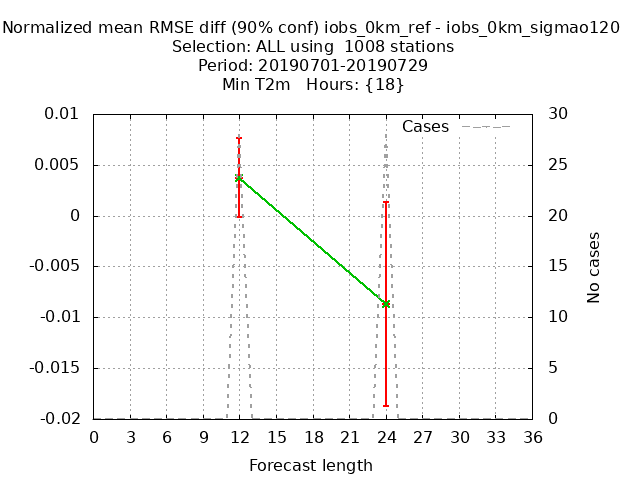 Normalized mean RMSE diff (90% conf) iobs_0km_ref - iobs_0km_sigmao120
Selection: ALL using  1008 stations
Period: 20190701-20190729
Min T2m   Hours: {18}
0.01
0.005
0
-0.005
-0.01
-0.015
-0.02
Cases
30
25
20
15
10
5
0
No cases
0 3 6 9 12 15 18 21 24 27 30 33 36
Forecast length